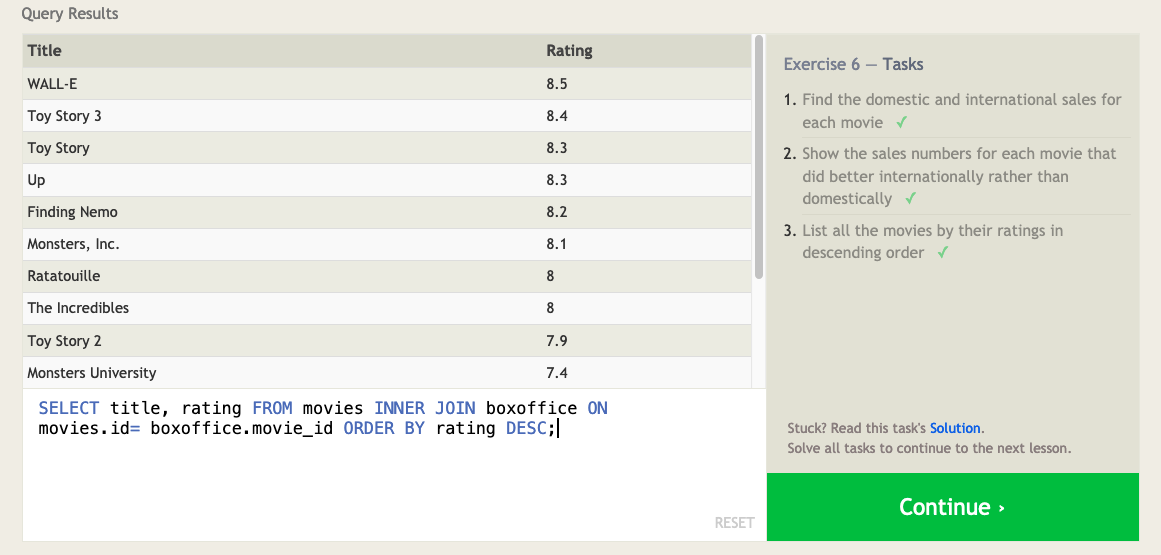 Query Results
Title Rating
WALL-E 8.5
Toy Story 3 8.4
Toy Story 8.3
Up 8.3
Finding Nemo 8.2
Monsters, Inc. 8.1
Ratatouille 8
The Incredibles 8
Toy Story 2 7.9
Monsters University 7.4
SELECT title, rating FROM movies INNER JOIN boxoffice ON
movies.id= boxoffice.movie_id ORDER BY rating DESC;
RESET
Exercise 6 — Tasks
1. Find the domestic and international sales for
each movie ✓
2. Show the sales numbers for each movie that
did better internationally rather than
domestically ✓
3. List all the movies by their ratings in
descending order ✓
Stuck? Read this task's Solution.
Solve all tasks to continue to the next lesson.
Continue ›